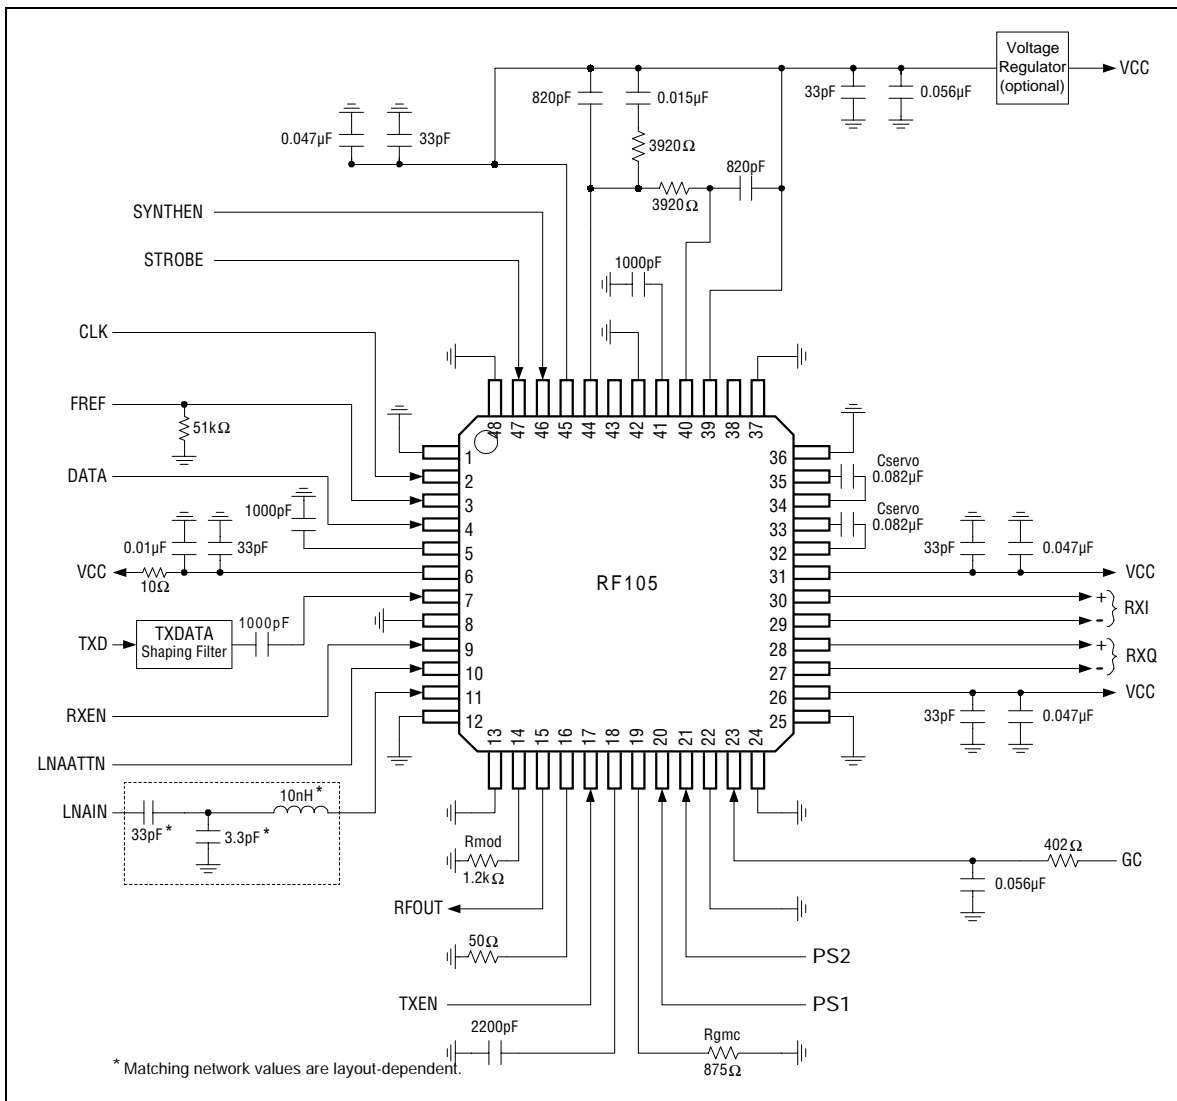 Voltage
Regulator
(optional)
VCC
820pF
0.015µF
33pF
0.056µF
0.047µF
33pF
3920Ω
820pF
3920Ω
SYNTHEN
STROBE
1000pF
CLK
FREF
51kΩ
DATA
1000pF
0.01µF
33pF
VCC
10Ω
TXD
TXDATA
Shaping Filter
1000pF
RXEN
LNAATTN
LNAIN
33pF*
3.3pF*
10nH*
48
47
46
45
44
43
42
41
40
39
38
37
1
2
3
4
5
6
7
8
9
10
11
12
RF105
36
35
34
33
32
31
30
29
28
27
26
25
13
14
15
16
17
18
19
20
21
22
23
24
Cservo
0.082µF
Cservo
0.082µF
33pF
0.047µF
VCC
+
-
RXI
+
-
RXQ
VCC
33pF
0.047µF
Rmod
1.2kΩ
402Ω
GC
0.056µF
RFOUT
50Ω
PS2
TXEN
PS1
2200pF
Rgmc
875Ω
* Matching network values are layout-dependent.